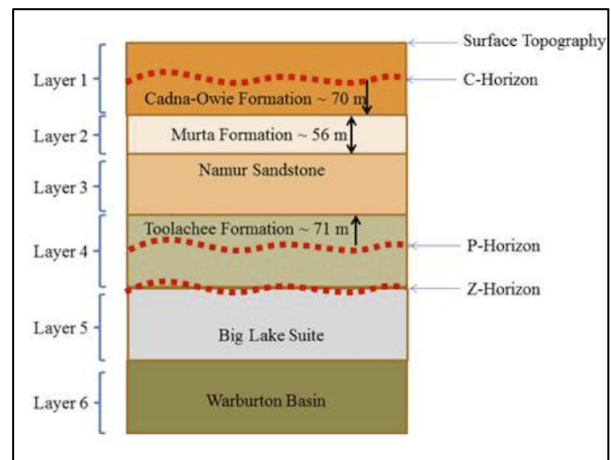 Surface Topography
Layer 1
C-Horizon
Cadna-Owie Formation ~ 70 m
Layer 2
Murta Formation ~ 56 m
Layer 3
Namur Sandstone
Toolachee Formation ~ 71 m
Layer 4
P-Horizon
Z-Horizon
Layer 5
Big Lake Suite
Layer 6
Warburton Basin